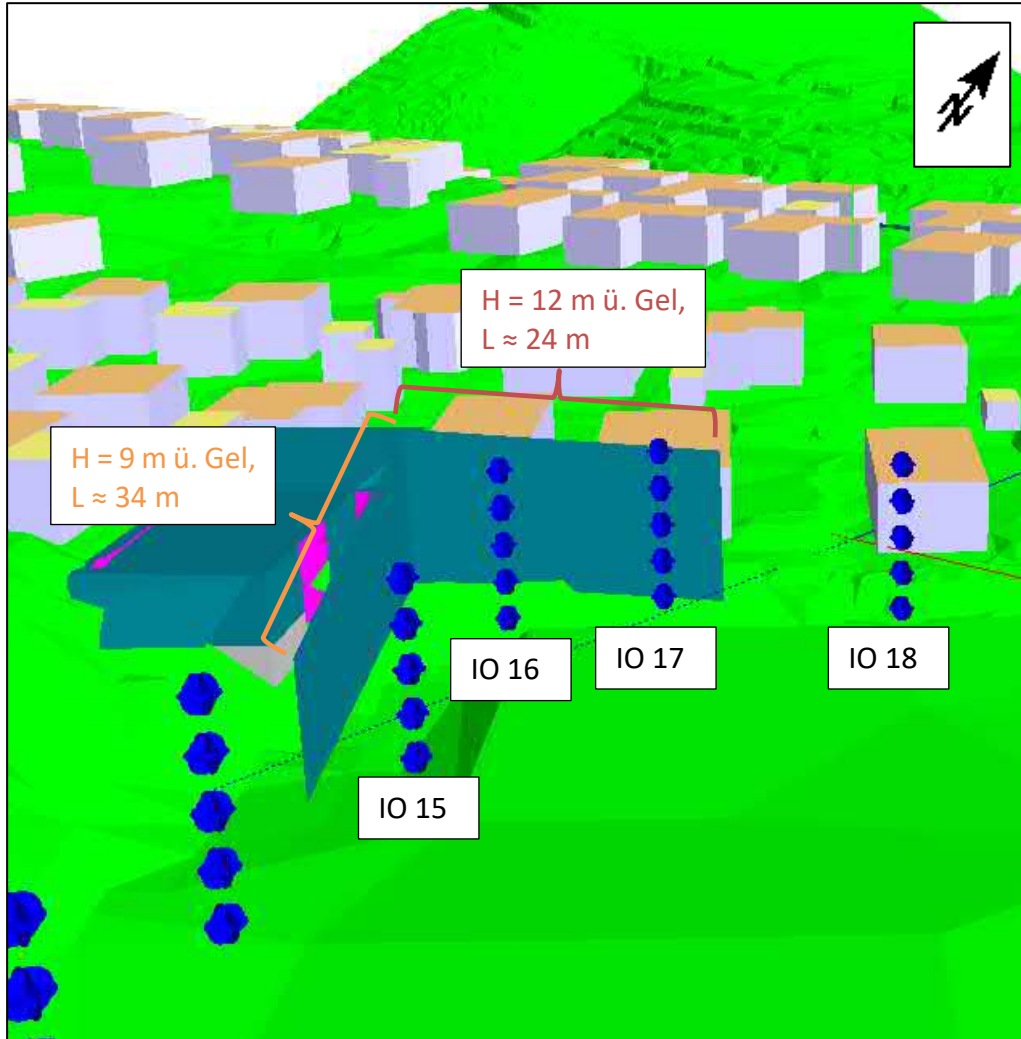 N
H = 12 m ü. Gel,
L ≈ 24 m
H = 9 m ü. Gel,
L ≈ 34 m
IO 16
IO 17
IO 18
IO 15